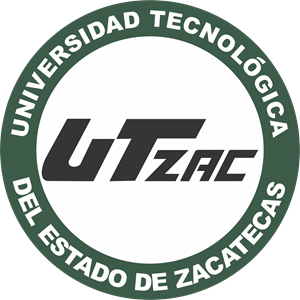 UNIVERSIDAD TECNOLÓGICA
UTZAC
DEL ESTADO DE ZACATECAS